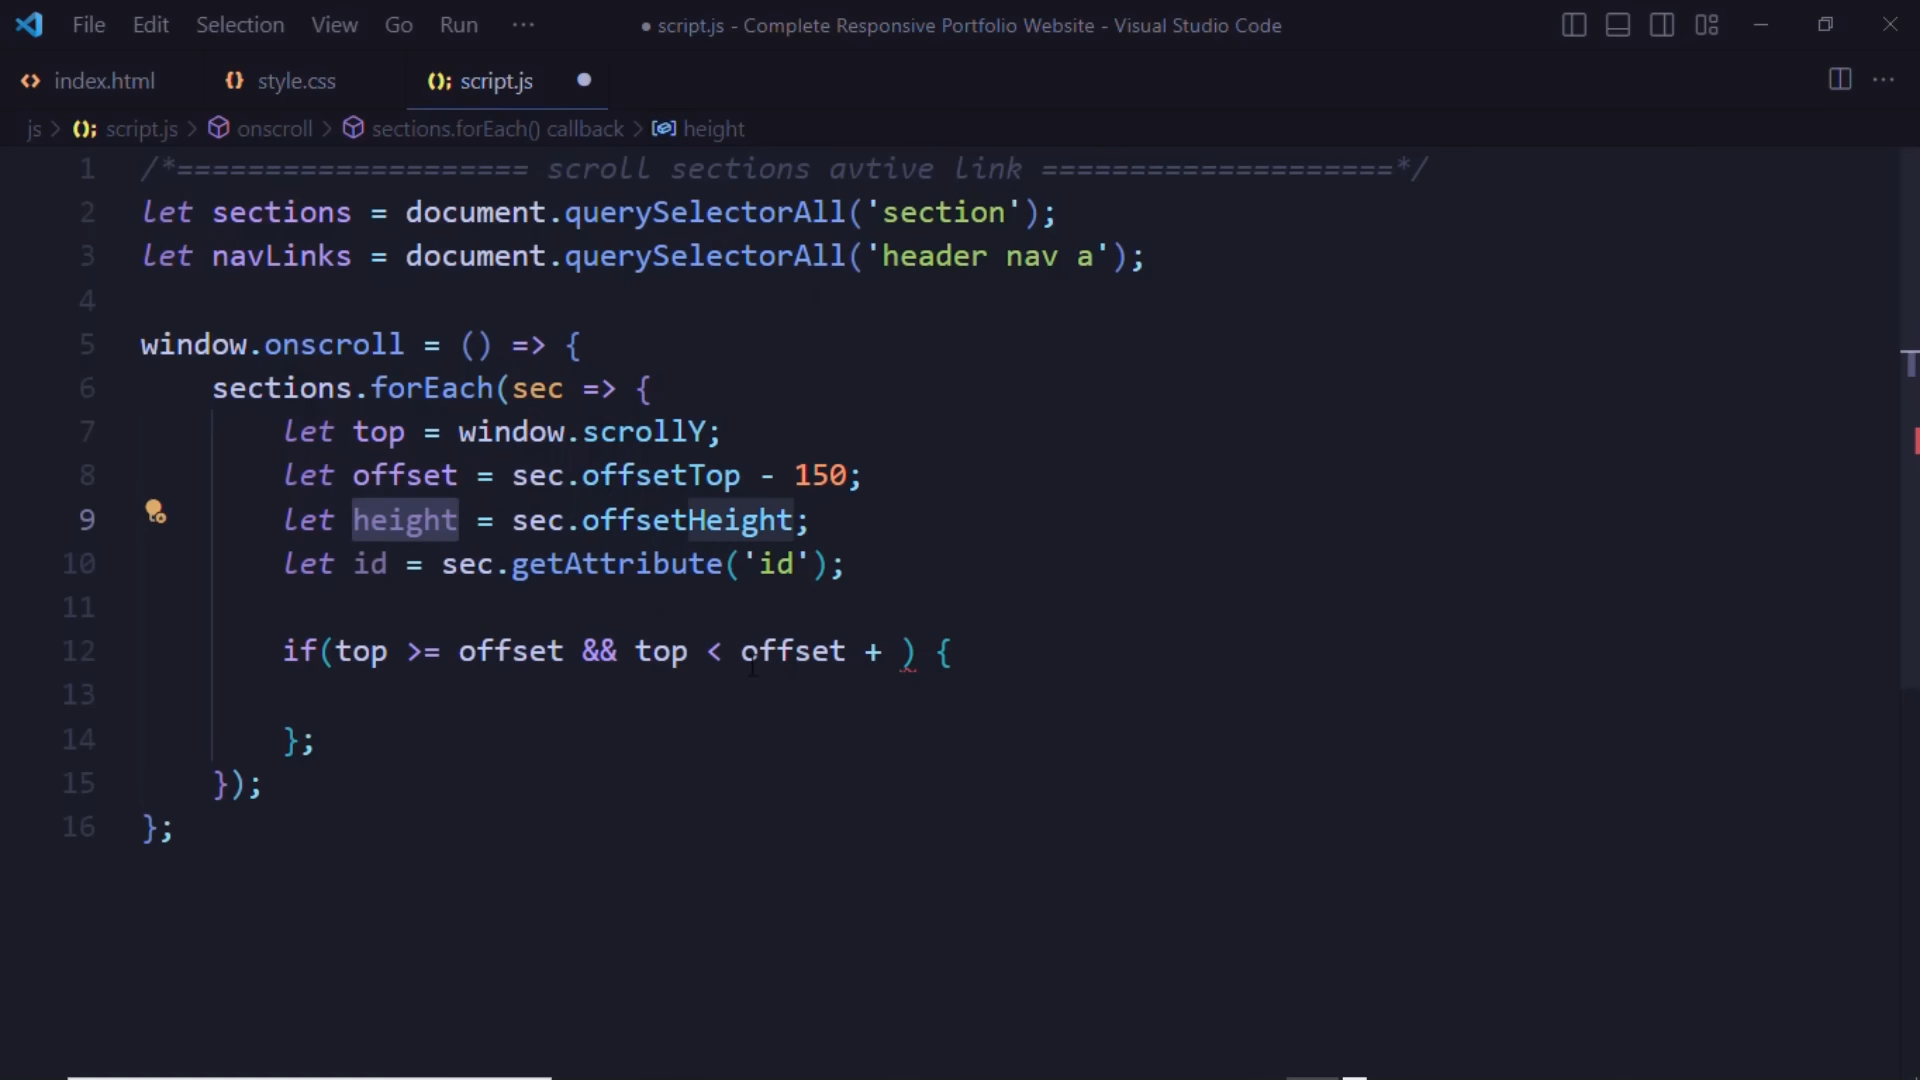 File Edit Selection View Go Run ··· ● script.js - Complete Responsive Portfolio Website - Visual Studio Code
index.html style.css script.js
js > script.js > onscroll > sections.forEach() callback > height
1 /*==================== scroll sections avtive link ====================*/
2 let sections = document.querySelectorAll('section');
3 let navLinks = document.querySelectorAll('header nav a');
4
5 window.onscroll = () => {
6 sections.forEach(sec => {
7 let top = window.scrollY;
8 let offset = sec.offsetTop - 150;
9 let height = sec.offsetHeight;
10 let id = sec.getAttribute('id');
11
12 if(top >= offset && top < offset + ) {
13
14 };
15 });
16 };